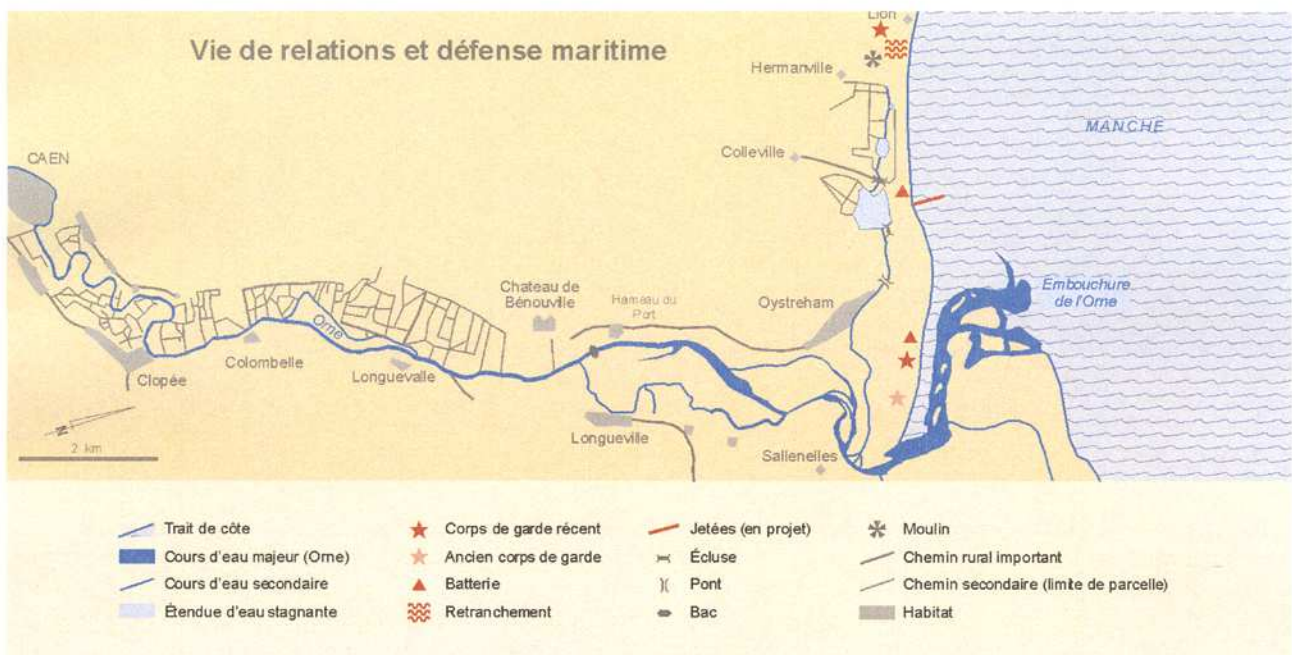 Lion
Vie de relations et défense maritime
Hermanville
MANCHE
CAEN
Colleville
Chateau de
Bénouville
Hameau du
Port
Oystreham
Embouchure
de l'Orne
Orne
Colombelle
Longuevalle
Clopée
N
2 km
Longueville
Sallenelles
Trait de côte
Cours d'eau majeur (Orne)
Cours d'eau secondaire
Étendue d'eau stagnante
Corps de garde récent
Ancien corps de garde
Batterie
Retranchement
Jetées (en projet)
Écluse
Pont
Bac
Moulin
Chemin rural important
Chemin secondaire (limite de parcelle)
Habitat